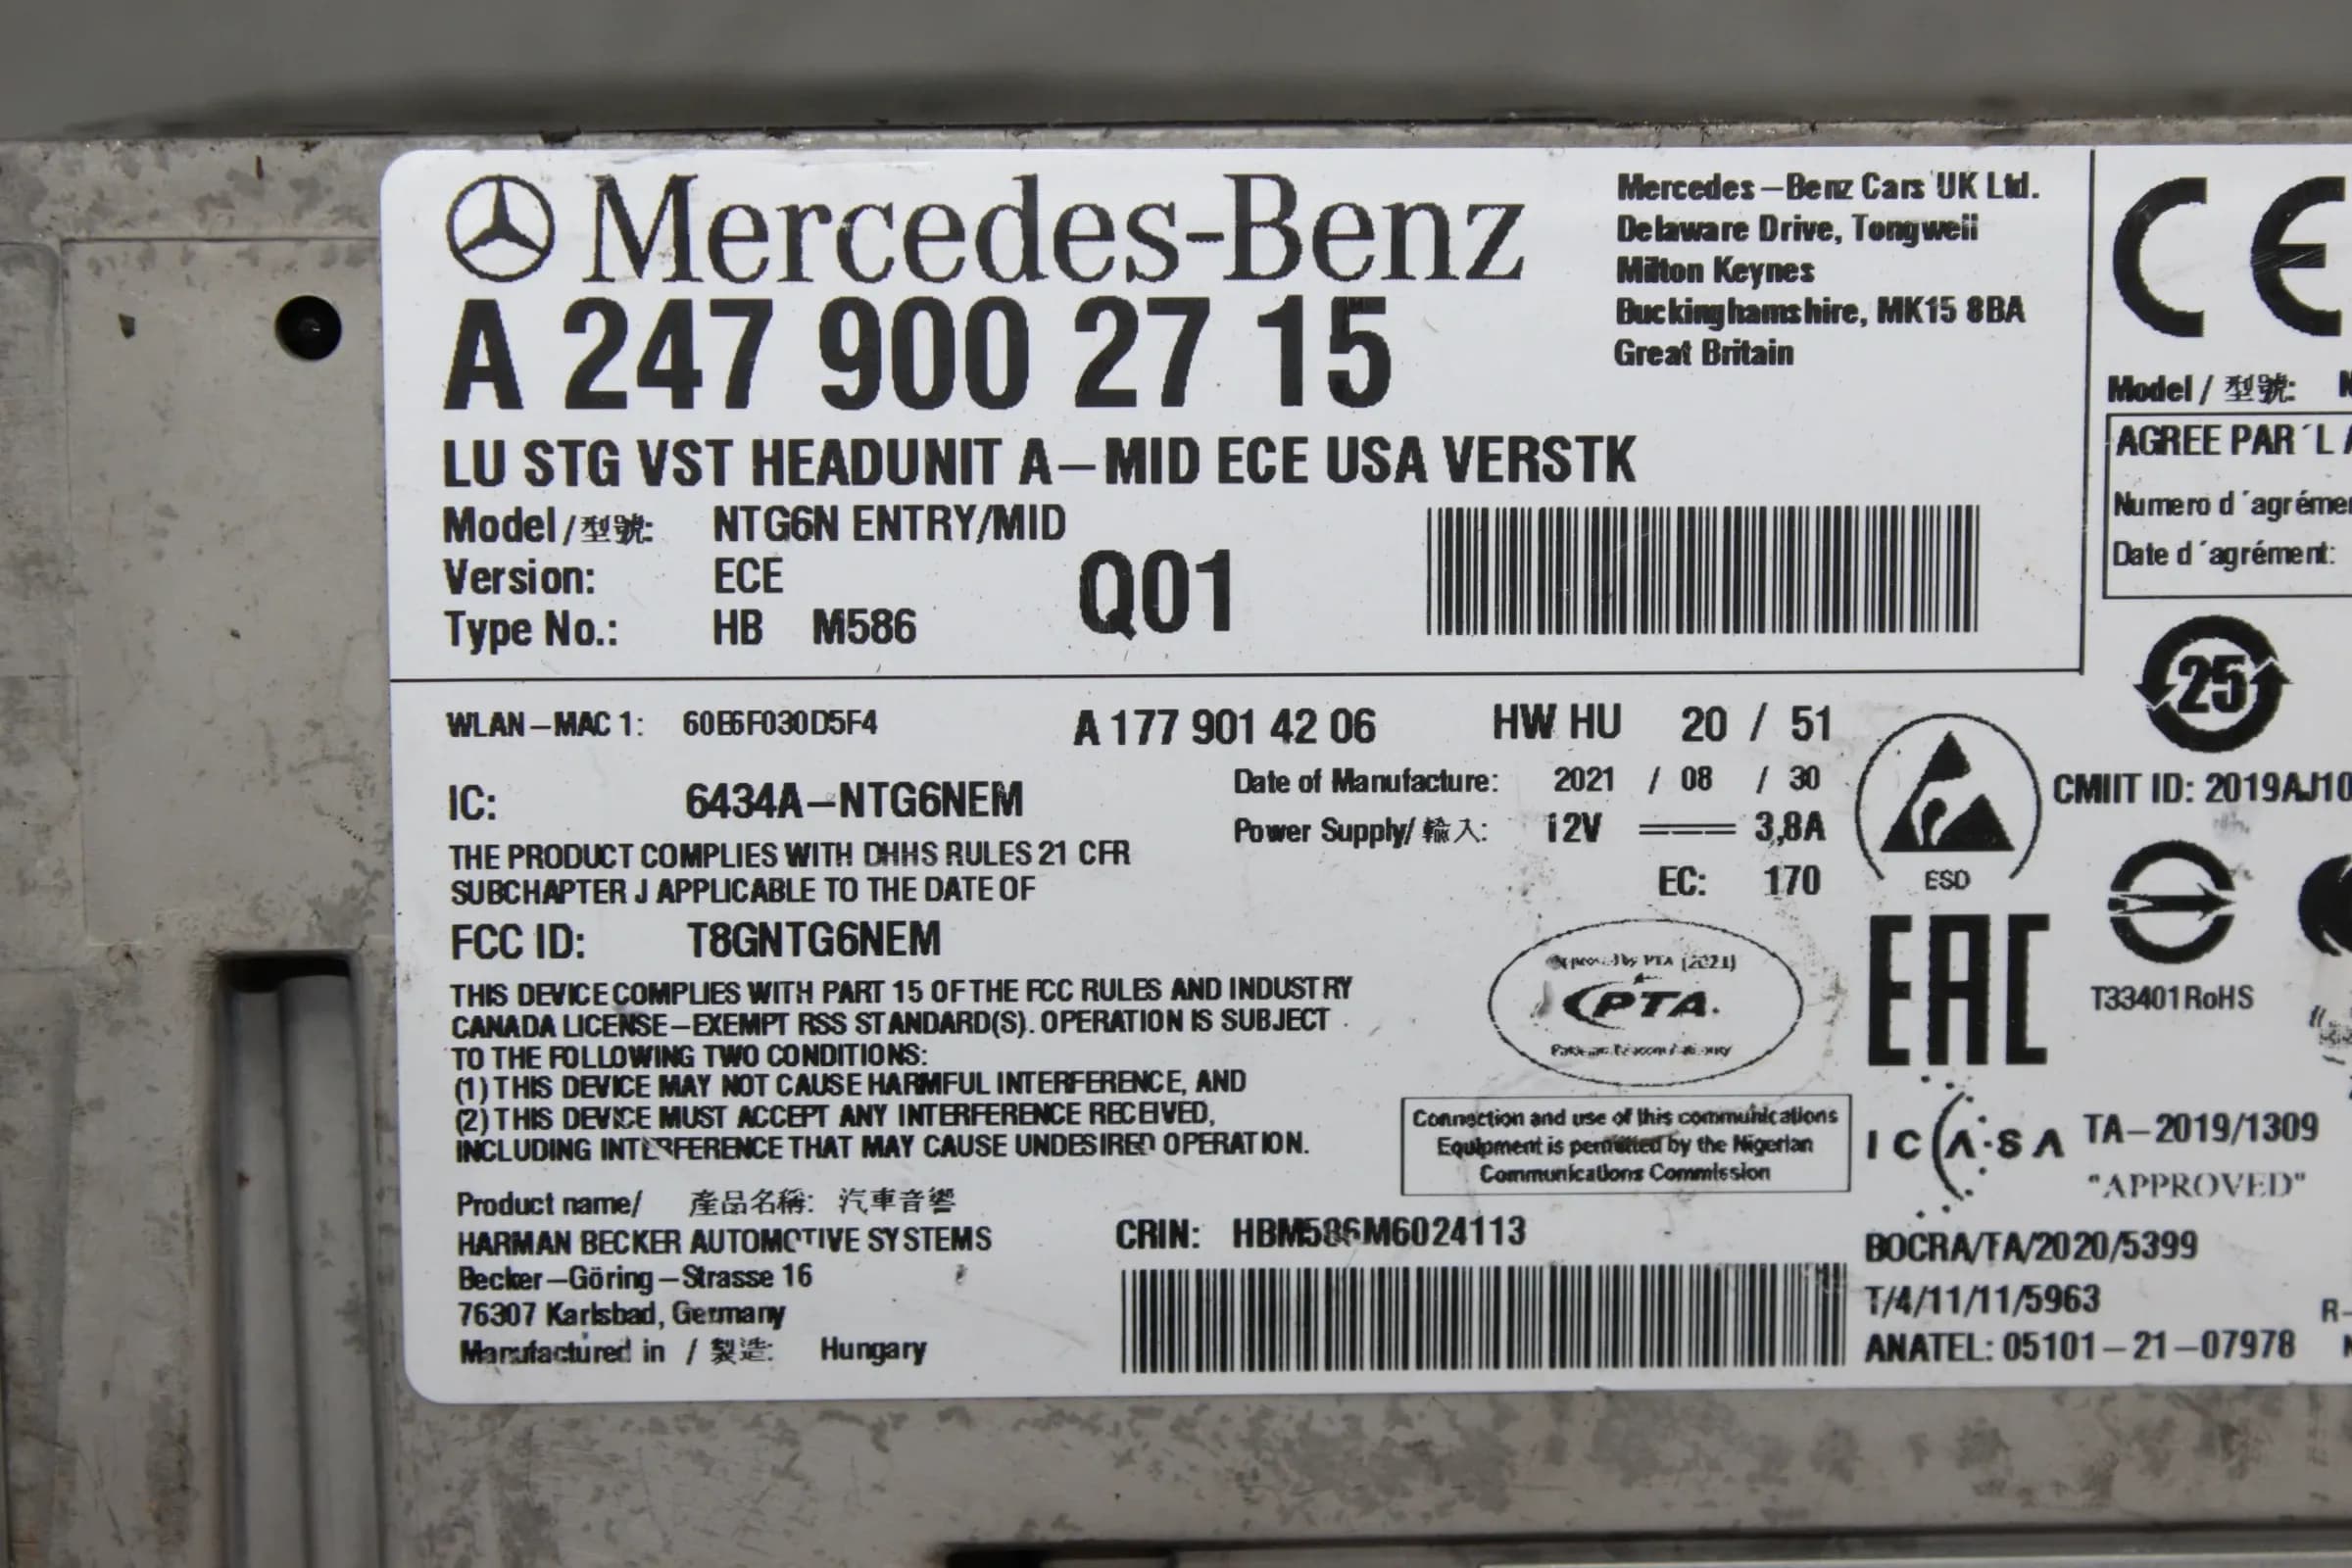 Mercedes-Benz
A 247 900 27 15
LU STG VST HEADUNIT A-MID ECE USA VERSTK
Model / 型號: NTG6N ENTRY/MID
Version: ECE
Type No.: HB M586
Q01
Mercedes-Benz Cars UK Ltd.
Delaware Drive, Tongwell
Milton Keynes
Buckinghamshire, MK15 8BA
Great Britain
CE
Model / 型號:
AGREE PAR´L
Numero d´agréme
Date d´agrément:
25
WLAN-MAC 1: 60B6F030D5F4
A 177 901 42 06
HW HU 20 / 51
Date of Manufacture: 2021 / 08 / 30
Power Supply/ 輸入: 12V 3,8A
EC: 170
ESD
CMIIT ID: 2019AJ10
IC: 6434A-NTG6NEM
THE PRODUCT COMPLIES WITH DHHS RULES 21 CFR
SUBCHAPTER J APPLICABLE TO THE DATE OF
FCC ID: T8GNTG6NEM
THIS DEVICE COMPLIES WITH PART 15 OF THE FCC RULES AND INDUSTRY
CANADA LICENSE-EXEMPT RSS STANDARD(S). OPERATION IS SUBJECT
TO THE FOLLOWING TWO CONDITIONS:
(1) THIS DEVICE MAY NOT CAUSE HARMFUL INTERFERENCE, AND
(2) THIS DEVICE MUST ACCEPT ANY INTERFERENCE RECEIVED,
INCLUDING INTERFERENCE THAT MAY CAUSE UNDESIRED OPERATION.
by PTA (2021)
PTA.
EAC
T33401 RoHS
Connection and use of this communications
Equipment is permitted by the Nigerian
Communications Commission
ICASA
TA-2019/1309
"APPROVED"
Product name/ 產品名稱: 汽車音響
HARMAN BECKER AUTOMOTIVE SYSTEMS
Becker-Göring-Strasse 16
76307 Karlsbad, Germany
Manufactured in / 製造: Hungary
CRIN: HBM586M6024113
BOCRA/TA/2020/5399
T/4/11/11/5963
ANATEL: 05101-21-07978
R-